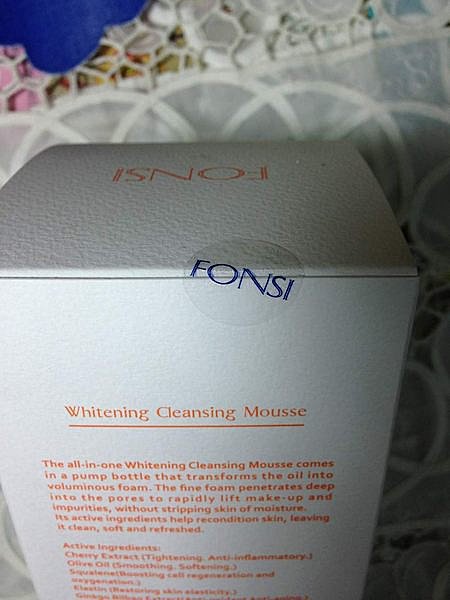 FONSI
FONSI
Whitening Cleansing Mousse
The all-in-one Whitening Cleansing Mousse comes
in a pump bottle that transforms the oil into
voluminous foam. The fine foam penetrates deep
into the pores to rapidly lift make-up and
impurities, without stripping skin of moisture.
Its active ingredients help recondition skin, leaving
it clean, soft and refreshed.
Active Ingredients:
Cherry Extract (Tightening. Anti-inflammatory.)
Olive Oil (Smoothing. Softening.)
Squalene(Boosting cell regeneration and
oxygenation.)
Elastin (Restoring skin elasticity.)
Ginkgo Biloba Extract